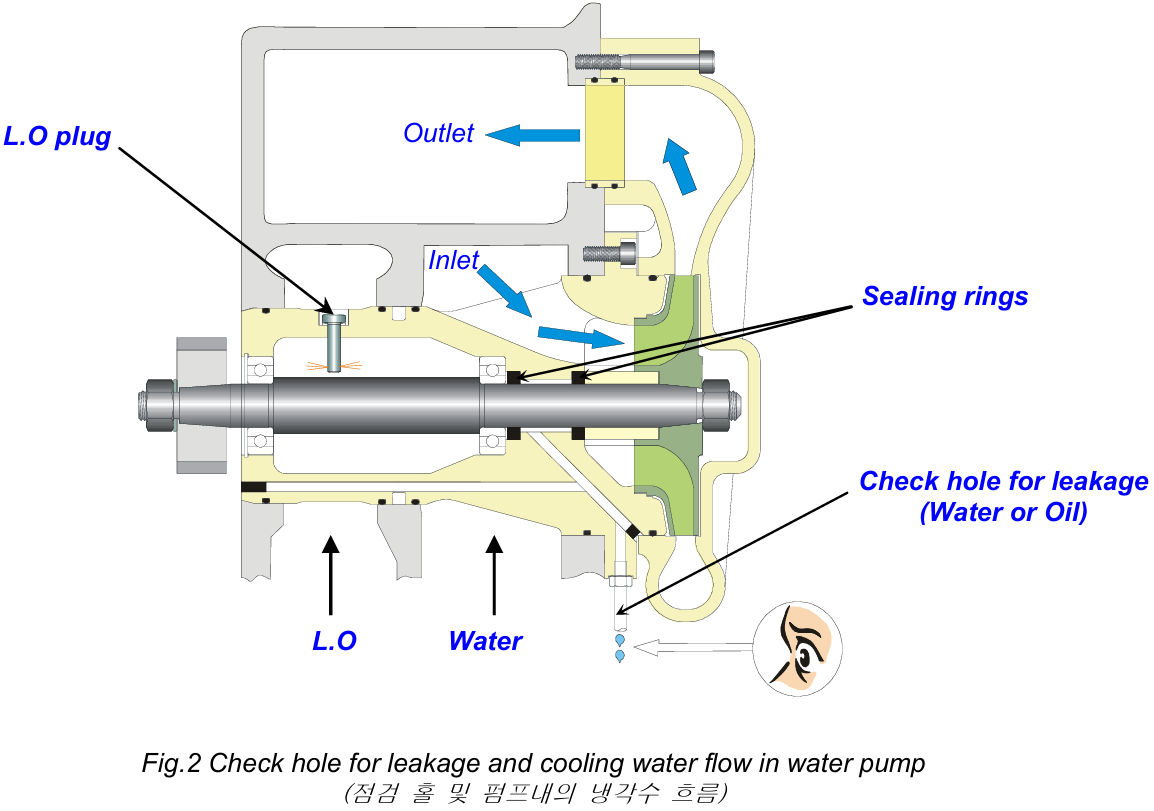 Outlet
L.O plug
Inlet
Sealing rings
Check hole for leakage
(Water or Oil)
L.O
Water
Fig.2 Check hole for leakage and cooling water flow in water pump
(점검 홀 및 펌프내의 냉각수 흐름)